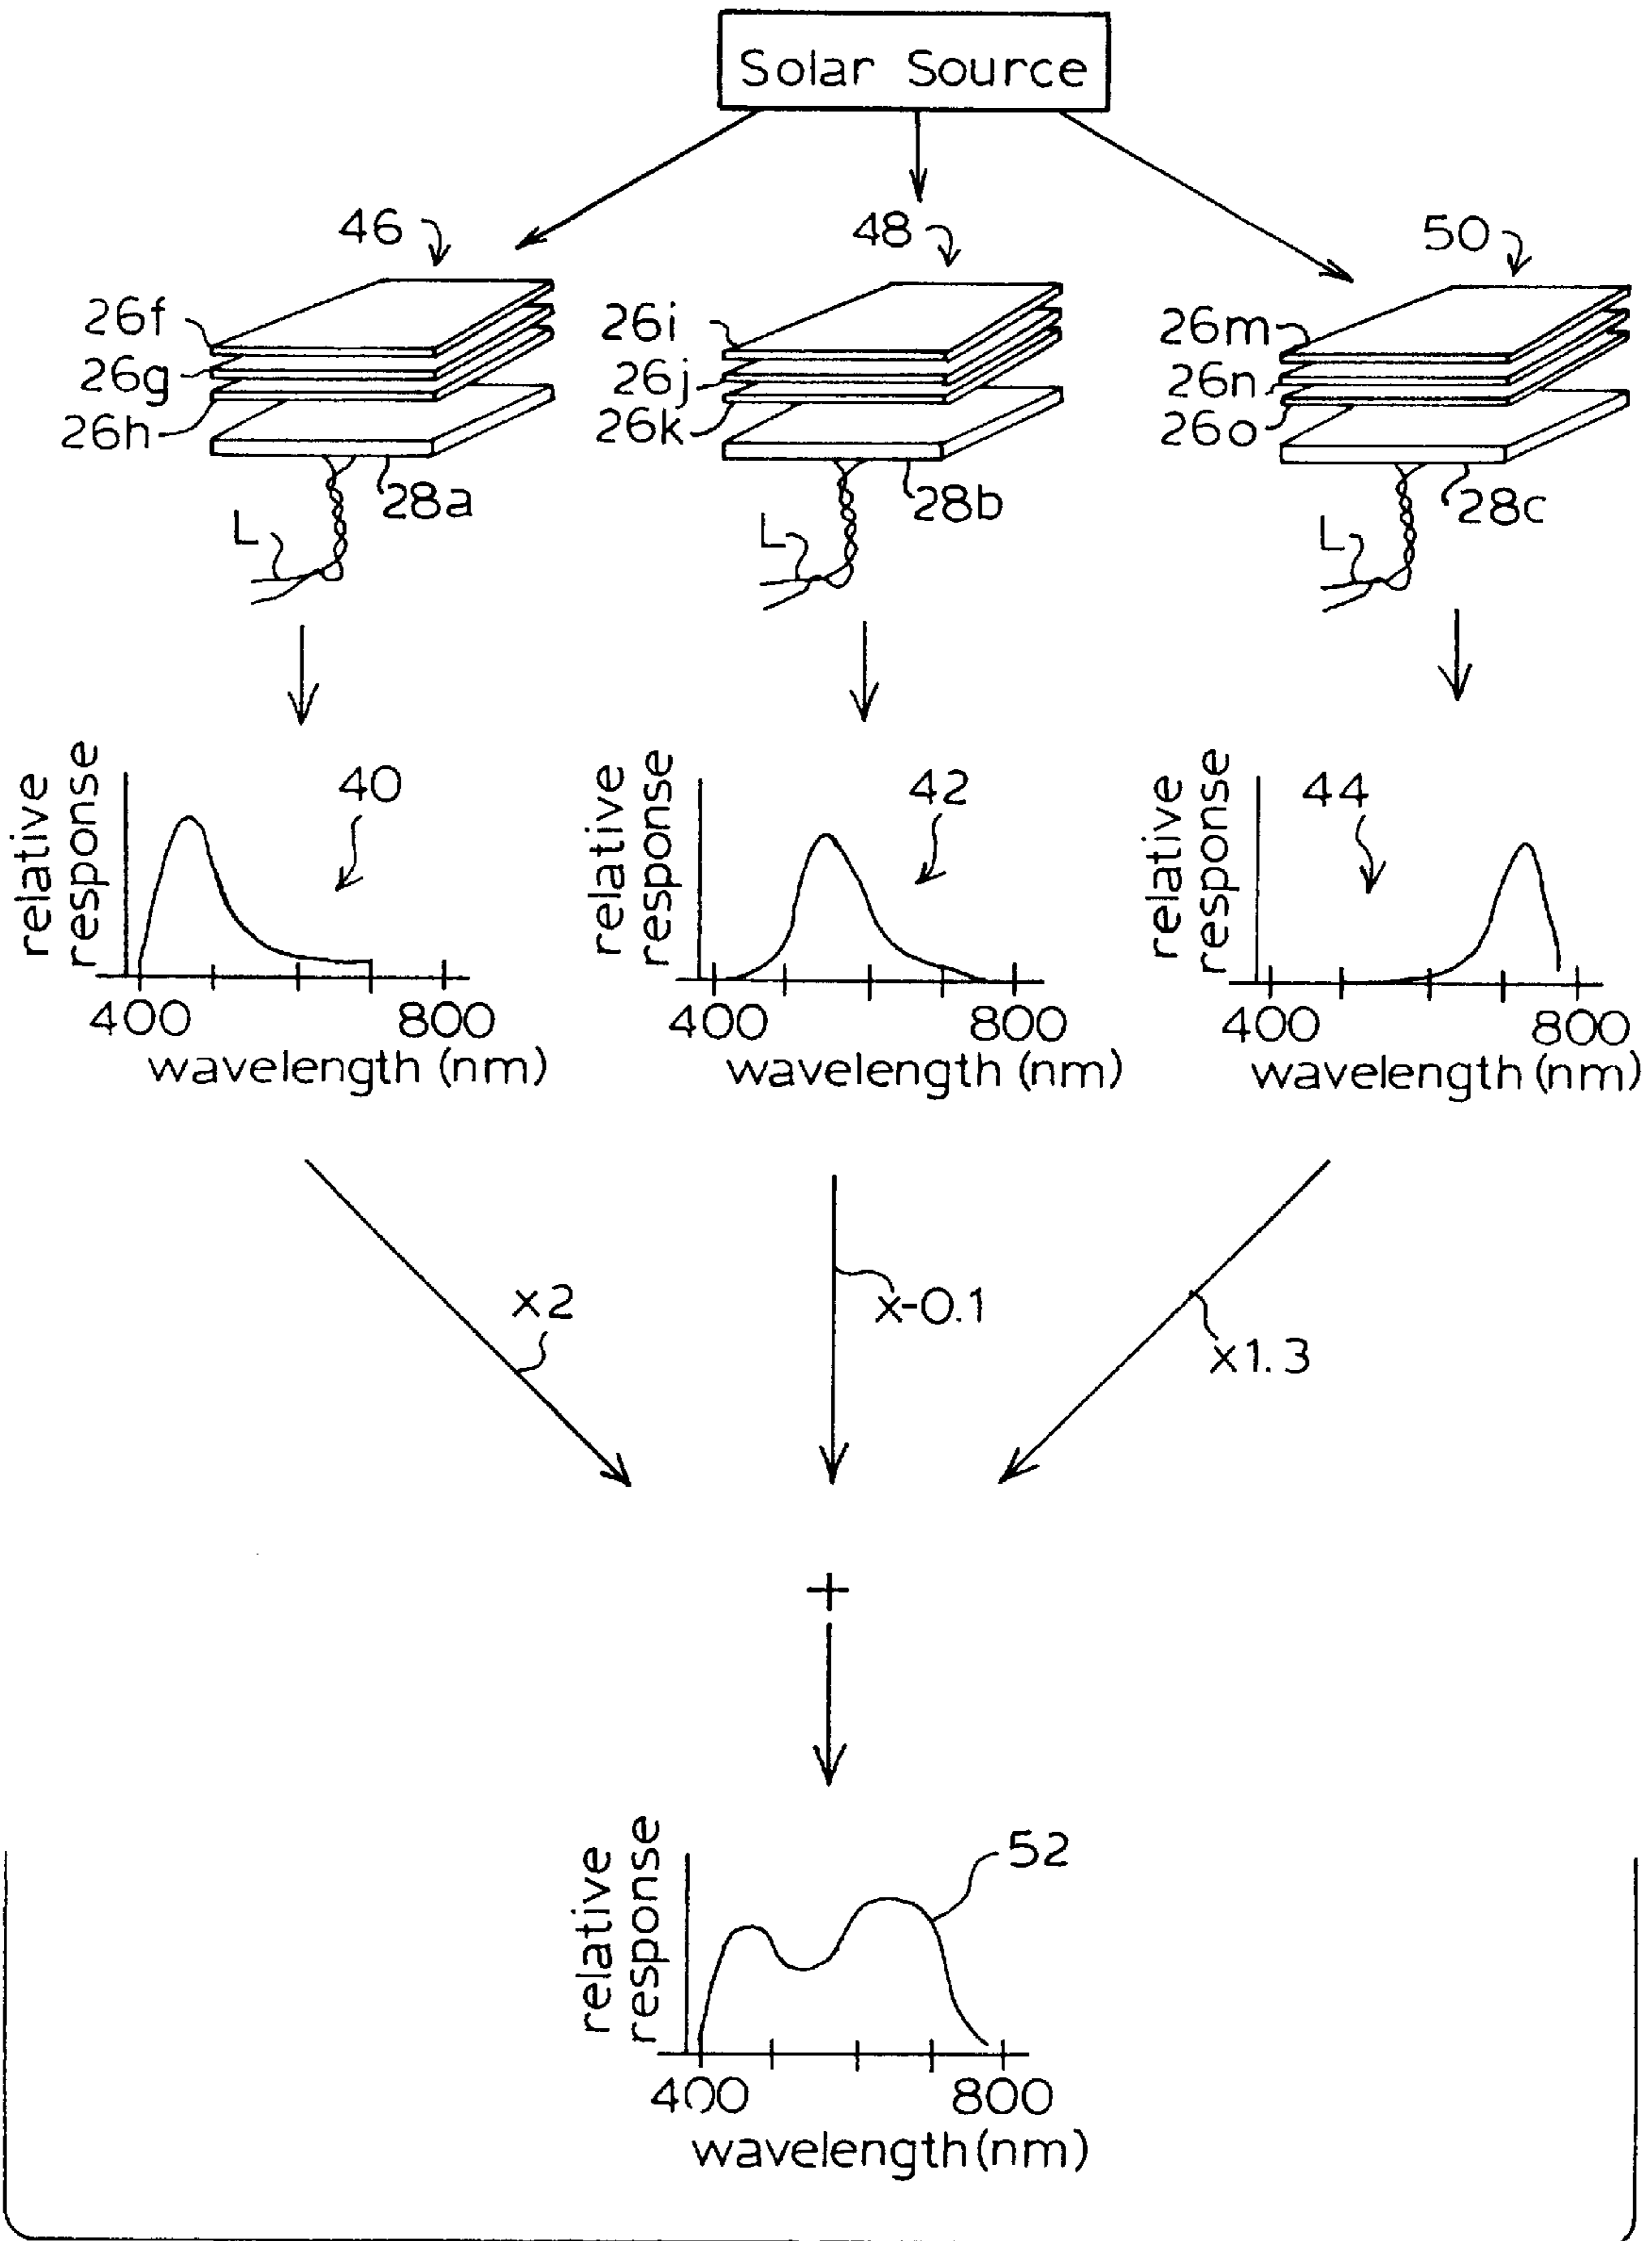 Solar Source
46
48
50
26f
26g
26h
28a
L
26i
26j
26k
28b
L
26m
26n
26o
28c
L
relative
response
40
400
800
wavelength (nm)
relative
response
42
400
800
wavelength (nm)
relative
response
44
400
800
wavelength (nm)
x2
x-0.1
x1.3
+
relative
response
52
400
800
wavelength (nm)